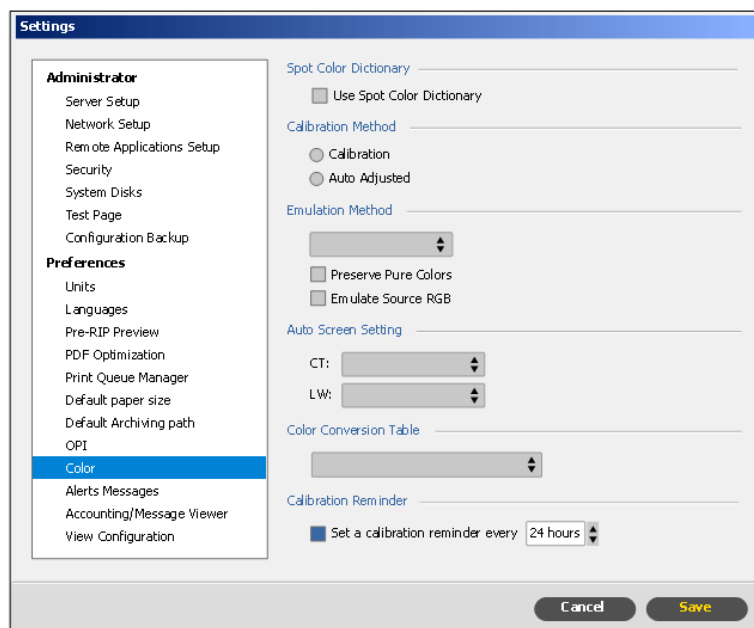 Settings
Administrator
Server Setup
Network Setup
Remote Applications Setup
Security
System Disks
Test Page
Configuration Backup
Preferences
Units
Languages
Pre-RIP Preview
PDF Optimization
Print Queue Manager
Default paper size
Default Archiving path
OPI
Color
Alerts Messages
Accounting/Message Viewer
View Configuration
Spot Color Dictionary
Use Spot Color Dictionary
Calibration Method
Calibration
Auto Adjusted
Emulation Method
Preserve Pure Colors
Emulate Source RGB
Auto Screen Setting
CT:
LW:
Color Conversion Table
Calibration Reminder
Set a calibration reminder every 24 hours
Cancel Save